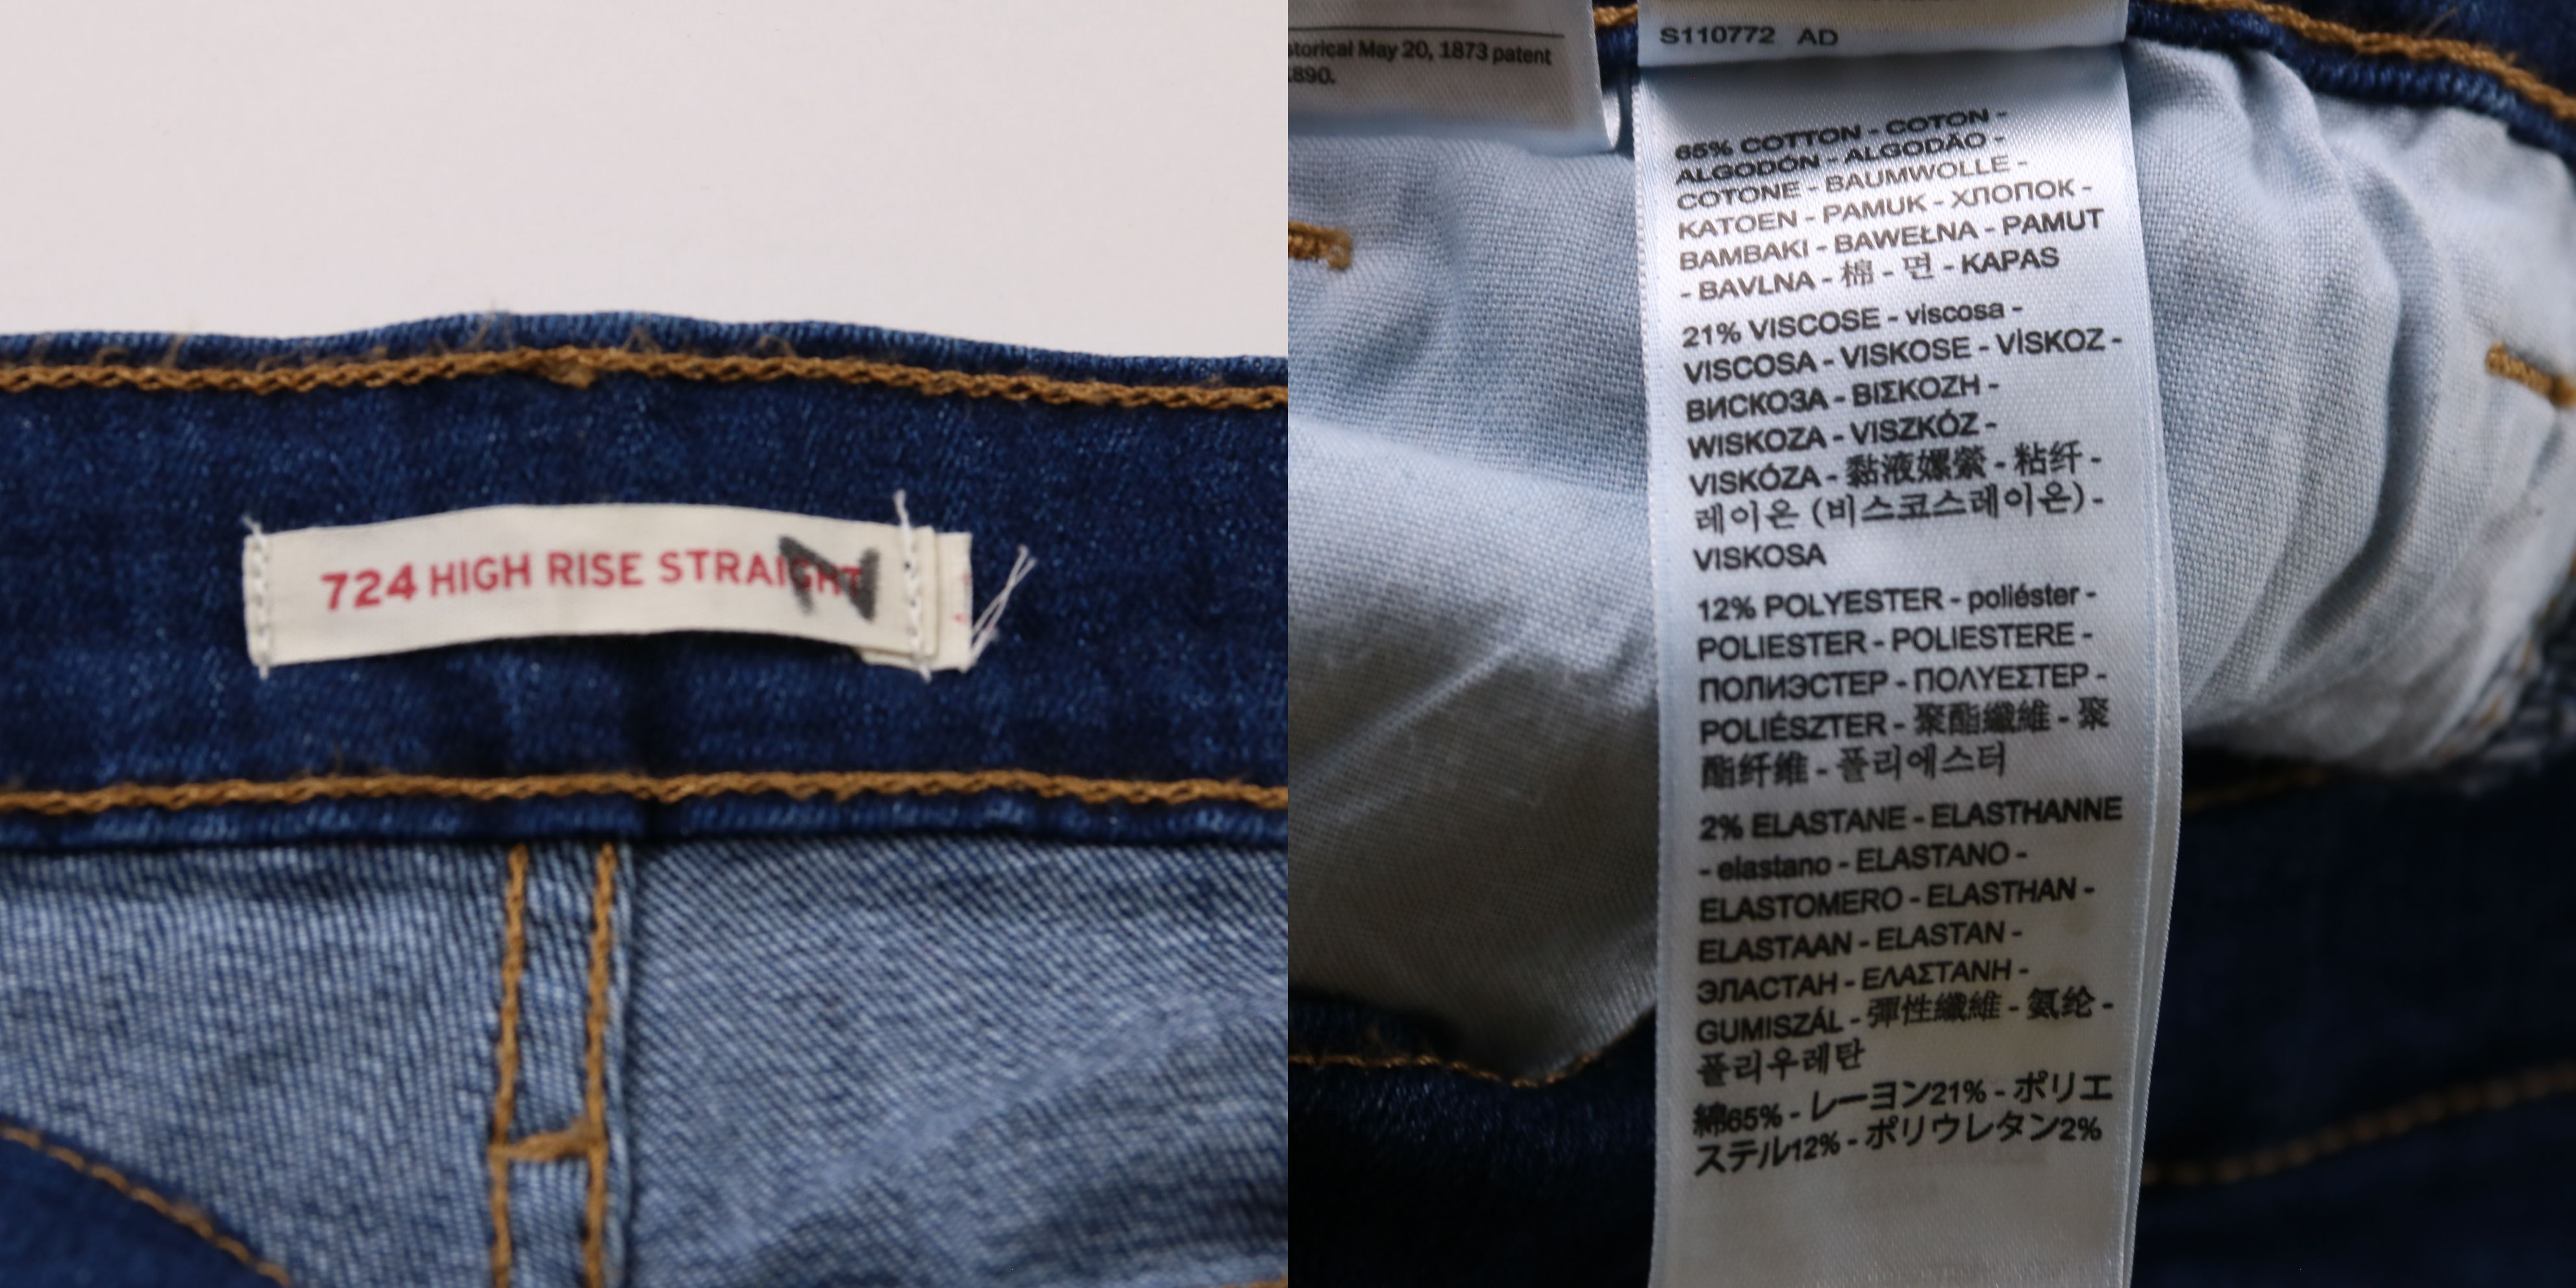 724 HIGH RISE STRAIGHT
storical May 20, 1873 patent
1890.
S110772 AD
65% COTTON - COTON -
ALGODÓN - ALGODÃO -
COTONE - BAUMWOLLE -
KATOEN - PAMUK - ХЛОПОК -
BAMBAKI - BAWEŁNA - PAMUT
- BAVLNA - 棉 - 면 - KAPAS
21% VISCOSE - viscosa -
VISCOSA - VISKOSE - VİSKOZ -
ВИСКОЗА - ΒΙΣΚΟΖΗ -
WISKOZA - VISZKÓZ -
VISKÓZA - 黏液嫘縈 - 粘纤 -
레이온 (비스코스레이온) -
VISKOSA
12% POLYESTER - poliéster -
POLIESTER - POLIESTERE -
ПОЛИЭСТЕР - ΠΟΛΥΕΣΤΕΡ -
POLIÉSZTER - 聚酯纖維 - 聚
酯纤维 - 폴리에스터
2% ELASTANE - ELASTHANNE
- elastano - ELASTANO -
ELASTOMERO - ELASTHAN -
ELASTAAN - ELASTAN -
ЭЛАСТАН - ΕΛΑΣΤΑΝΗ -
GUMISZÁL - 彈性纖維 - 氨纶 -
폴리우레탄
綿65% - レーヨン21% - ポリエ
ステル12% - ポリウレタン2%